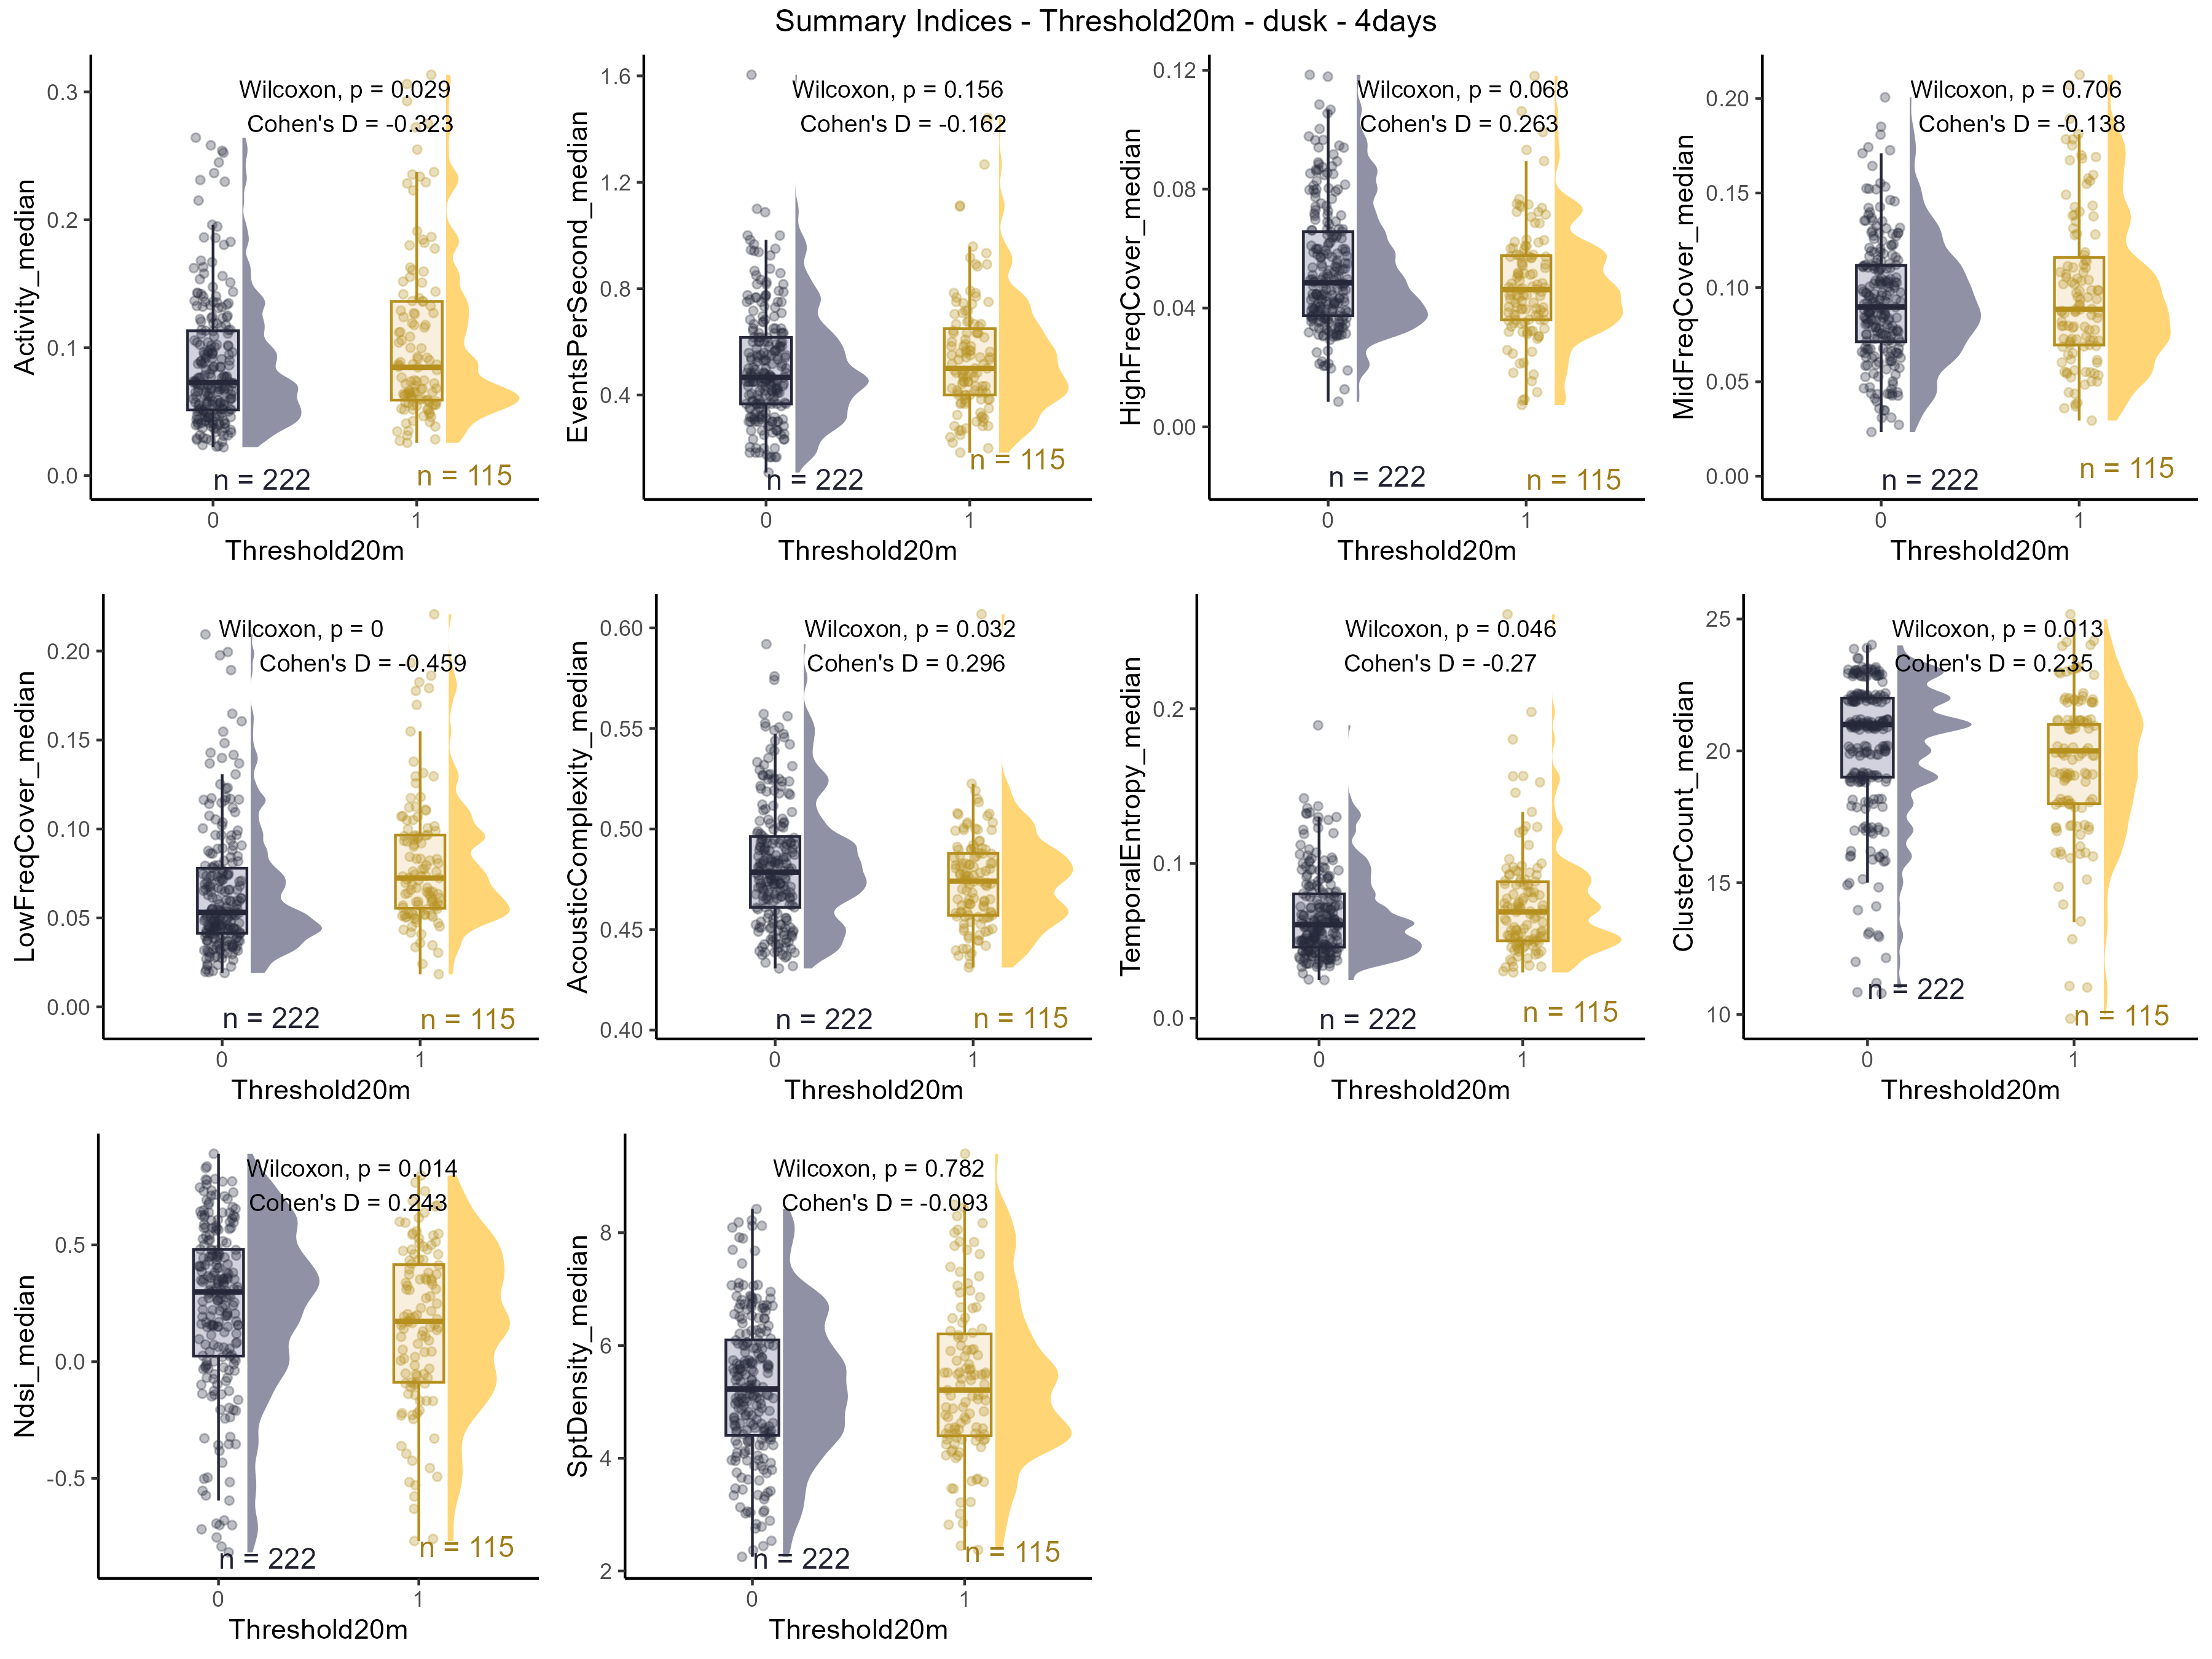 Summary Indices - Threshold20m - dusk - 4days
Activity_median
0.3
0.2
0.1
0.0
Wilcoxon, p = 0.029
Cohen's D = -0.323
n = 222
n = 115
0
1
Threshold20m
EventsPerSecond_median
1.6
1.2
0.8
0.4
Wilcoxon, p = 0.156
Cohen's D = -0.162
n = 222
n = 115
0
1
Threshold20m
HighFreqCover_median
0.12
0.08
0.04
0.00
Wilcoxon, p = 0.068
Cohen's D = 0.263
n = 222
n = 115
0
1
Threshold20m
MidFreqCover_median
0.20
0.15
0.10
0.05
0.00
Wilcoxon, p = 0.706
Cohen's D = -0.138
n = 222
n = 115
0
1
Threshold20m
LowFreqCover_median
0.20
0.15
0.10
0.05
0.00
Wilcoxon, p = 0
Cohen's D = -0.459
n = 222
n = 115
0
1
Threshold20m
AcousticComplexity_median
0.60
0.55
0.50
0.45
0.40
Wilcoxon, p = 0.032
Cohen's D = 0.296
n = 222
n = 115
0
1
Threshold20m
TemporalEntropy_median
0.2
0.1
0.0
Wilcoxon, p = 0.046
Cohen's D = -0.27
n = 222
n = 115
0
1
Threshold20m
ClusterCount_median
25
20
15
10
Wilcoxon, p = 0.013
Cohen's D = 0.235
n = 222
n = 115
0
1
Threshold20m
Ndsi_median
0.5
0.0
-0.5
Wilcoxon, p = 0.014
Cohen's D = 0.243
n = 222
n = 115
0
1
Threshold20m
SptDensity_median
8
6
4
2
Wilcoxon, p = 0.782
Cohen's D = -0.093
n = 222
n = 115
0
1
Threshold20m